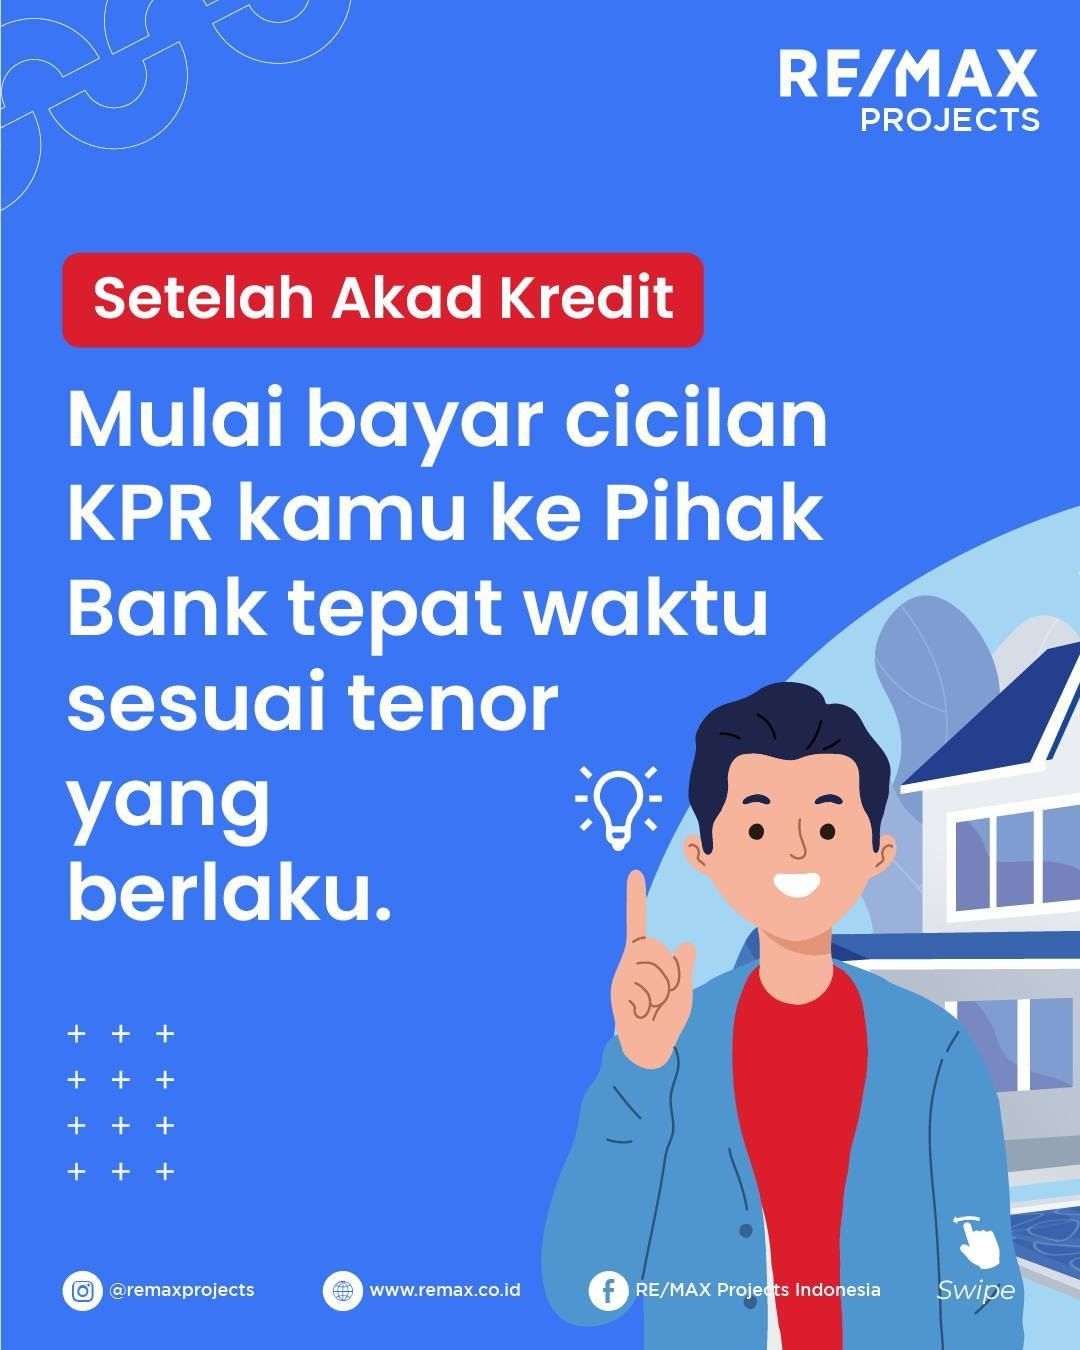 RE/MAX
PROJECTS
Setelah Akad Kredit
Mulai bayar cicilan
KPR kamu ke Pihak
Bank tepat waktu
sesuai tenor
yang
berlaku.
@remaxprojects
www.remax.co.id
RE/MAX Projects Indonesia
Swipe